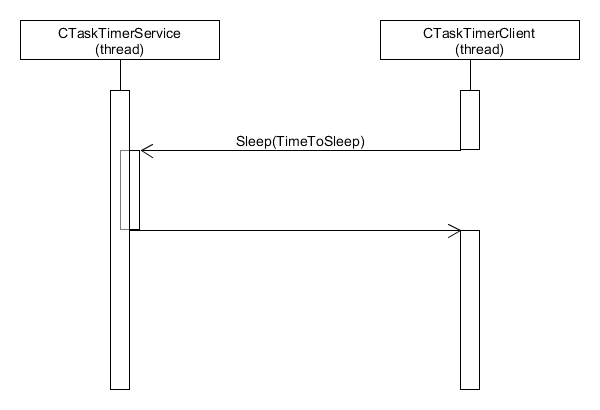 CTaskTimerService
(thread)
CTaskTimerClient
(thread)
Sleep(TimeToSleep)